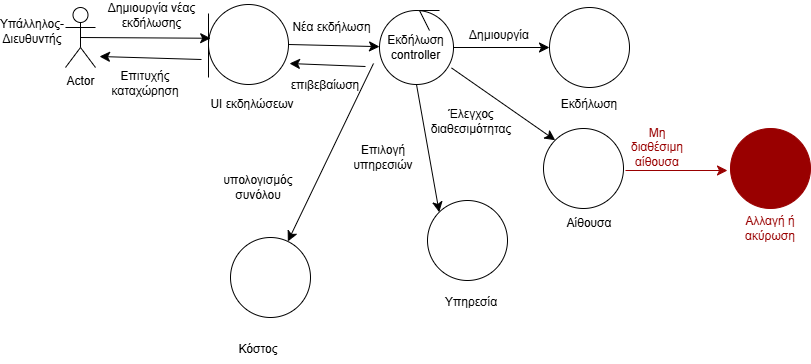 Υπάλληλος-
Διευθυντής
Actor
Δημιουργία νέας
εκδήλωσης
Επιτυχής
καταχώρηση
UI εκδηλώσεων
Νέα εκδήλωση
επιβεβαίωση
Εκδήλωση
controller
Δημιουργία
Εκδήλωση
Έλεγχος
διαθεσιμότητας
Αίθουσα
Μη
διαθέσιμη
αίθουσα
Αλλαγή ή
ακύρωση
Επιλογή
υπηρεσιών
Υπηρεσία
υπολογισμός
συνόλου
Κόστος